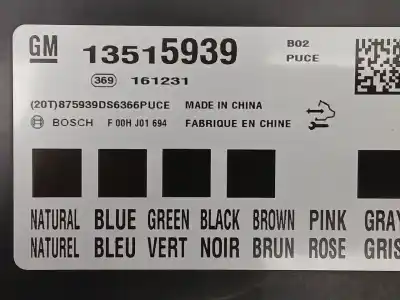 GM 13515939 B02
369 161231 PUCE
(20T)875939DS6366PUCE MADE IN CHINA
BOSCH F 00H J01 694 FABRIQUE EN CHINE
NATURAL BLUE GREEN BLACK BROWN PINK GRAY
NATUREL BLEU VERT NOIR BRUN ROSE GRIS